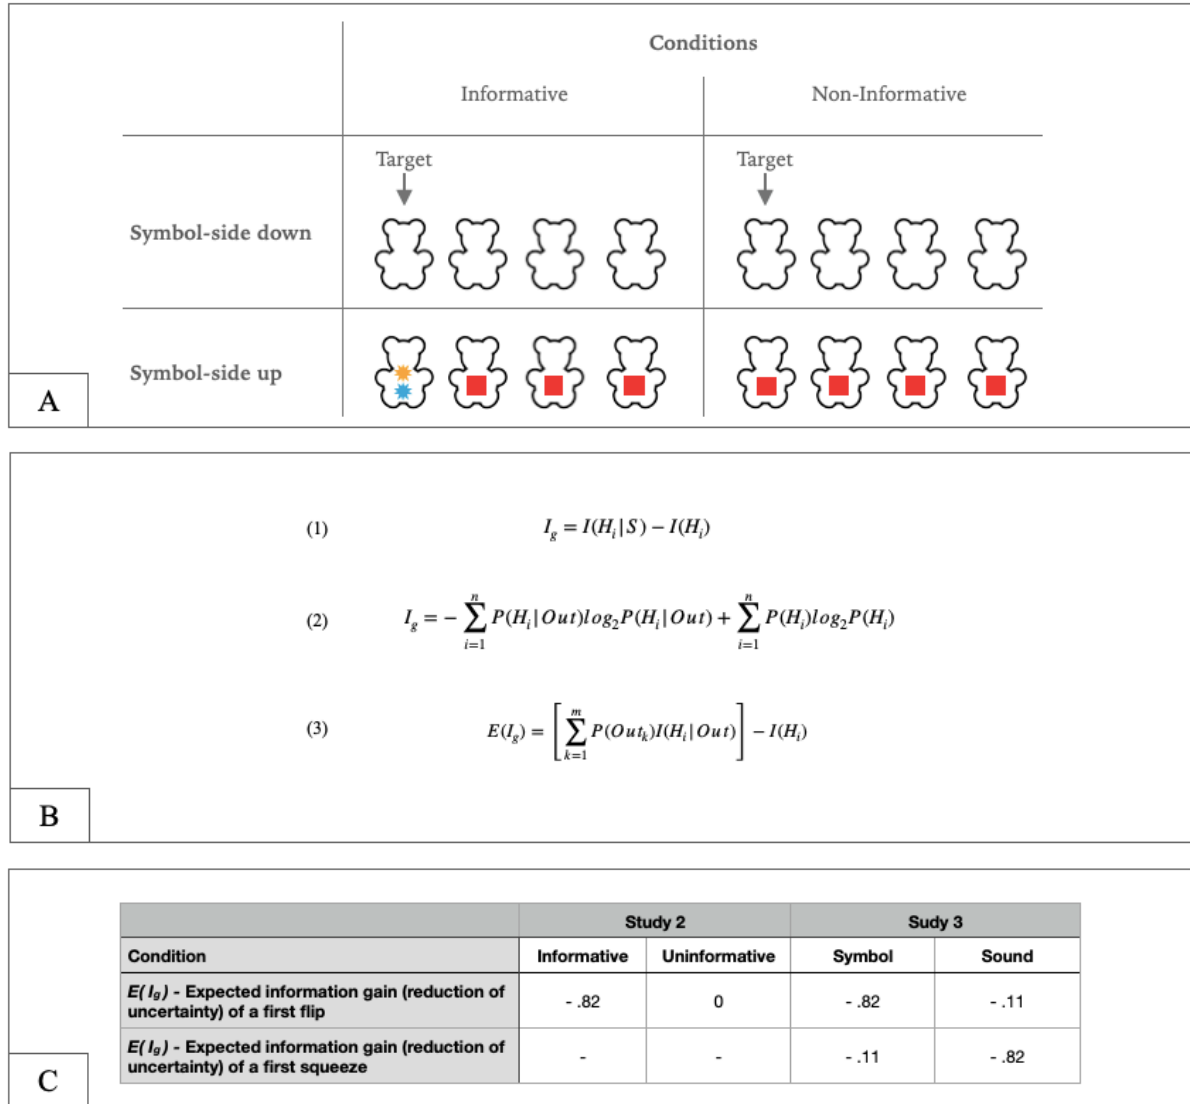 Conditions
Informative Non-Informative
Target Target
Symbol-side down
Symbol-side up
A
(1) I_g = I(H_i|S) − I(H_i)
(2) I_g = − ∑_{i=1}^{n} P(H_i|Out)log_2P(H_i|Out) + ∑_{i=1}^{n} P(H_i)log_2P(H_i)
(3) E(I_g) = [∑_{k=1}^{m} P(Out_k)I(H_i|Out)] − I(H_i)
B
Study 2 Sudy 3
Condition Informative Uninformative Symbol Sound
E(I_g) - Expected information gain (reduction of
uncertainty) of a first flip - .82 0 - .82 - .11
E(I_g) - Expected information gain (reduction of
uncertainty) of a first squeeze - - - .11 - .82
C